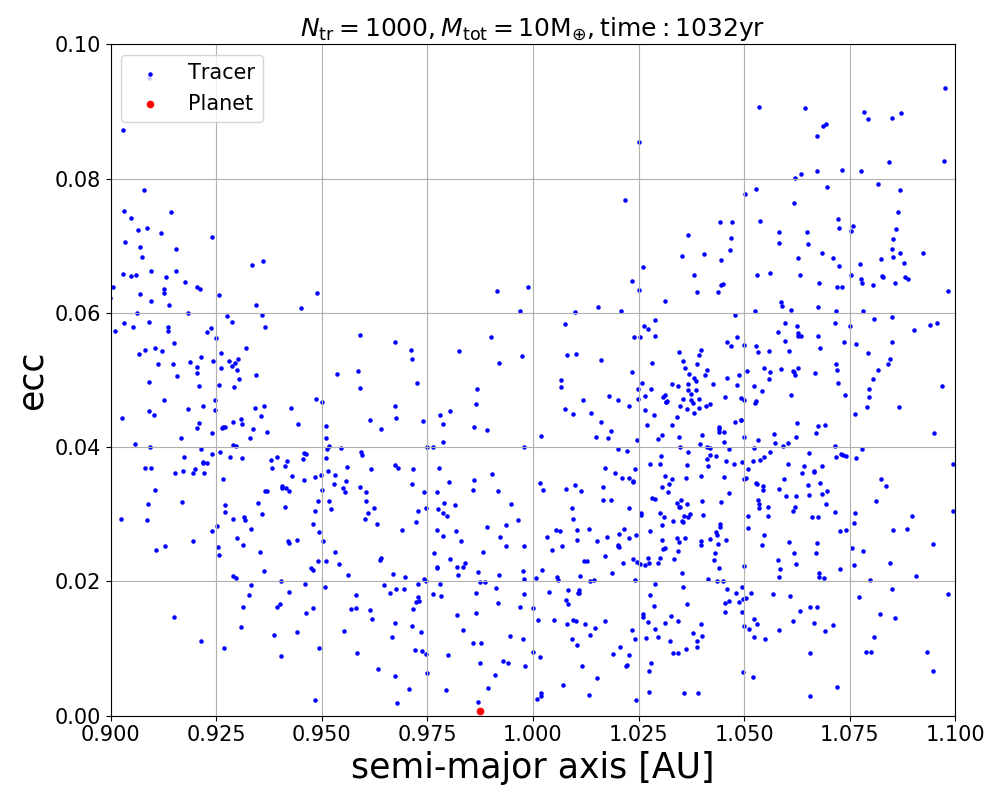 N_tr = 1000, M_tot = 10M_⊕, time : 1032yr
Tracer
Planet
ecc
0.10
0.08
0.06
0.04
0.02
0.00
0.900 0.925 0.950 0.975 1.000 1.025 1.050 1.075 1.100
semi-major axis [AU]